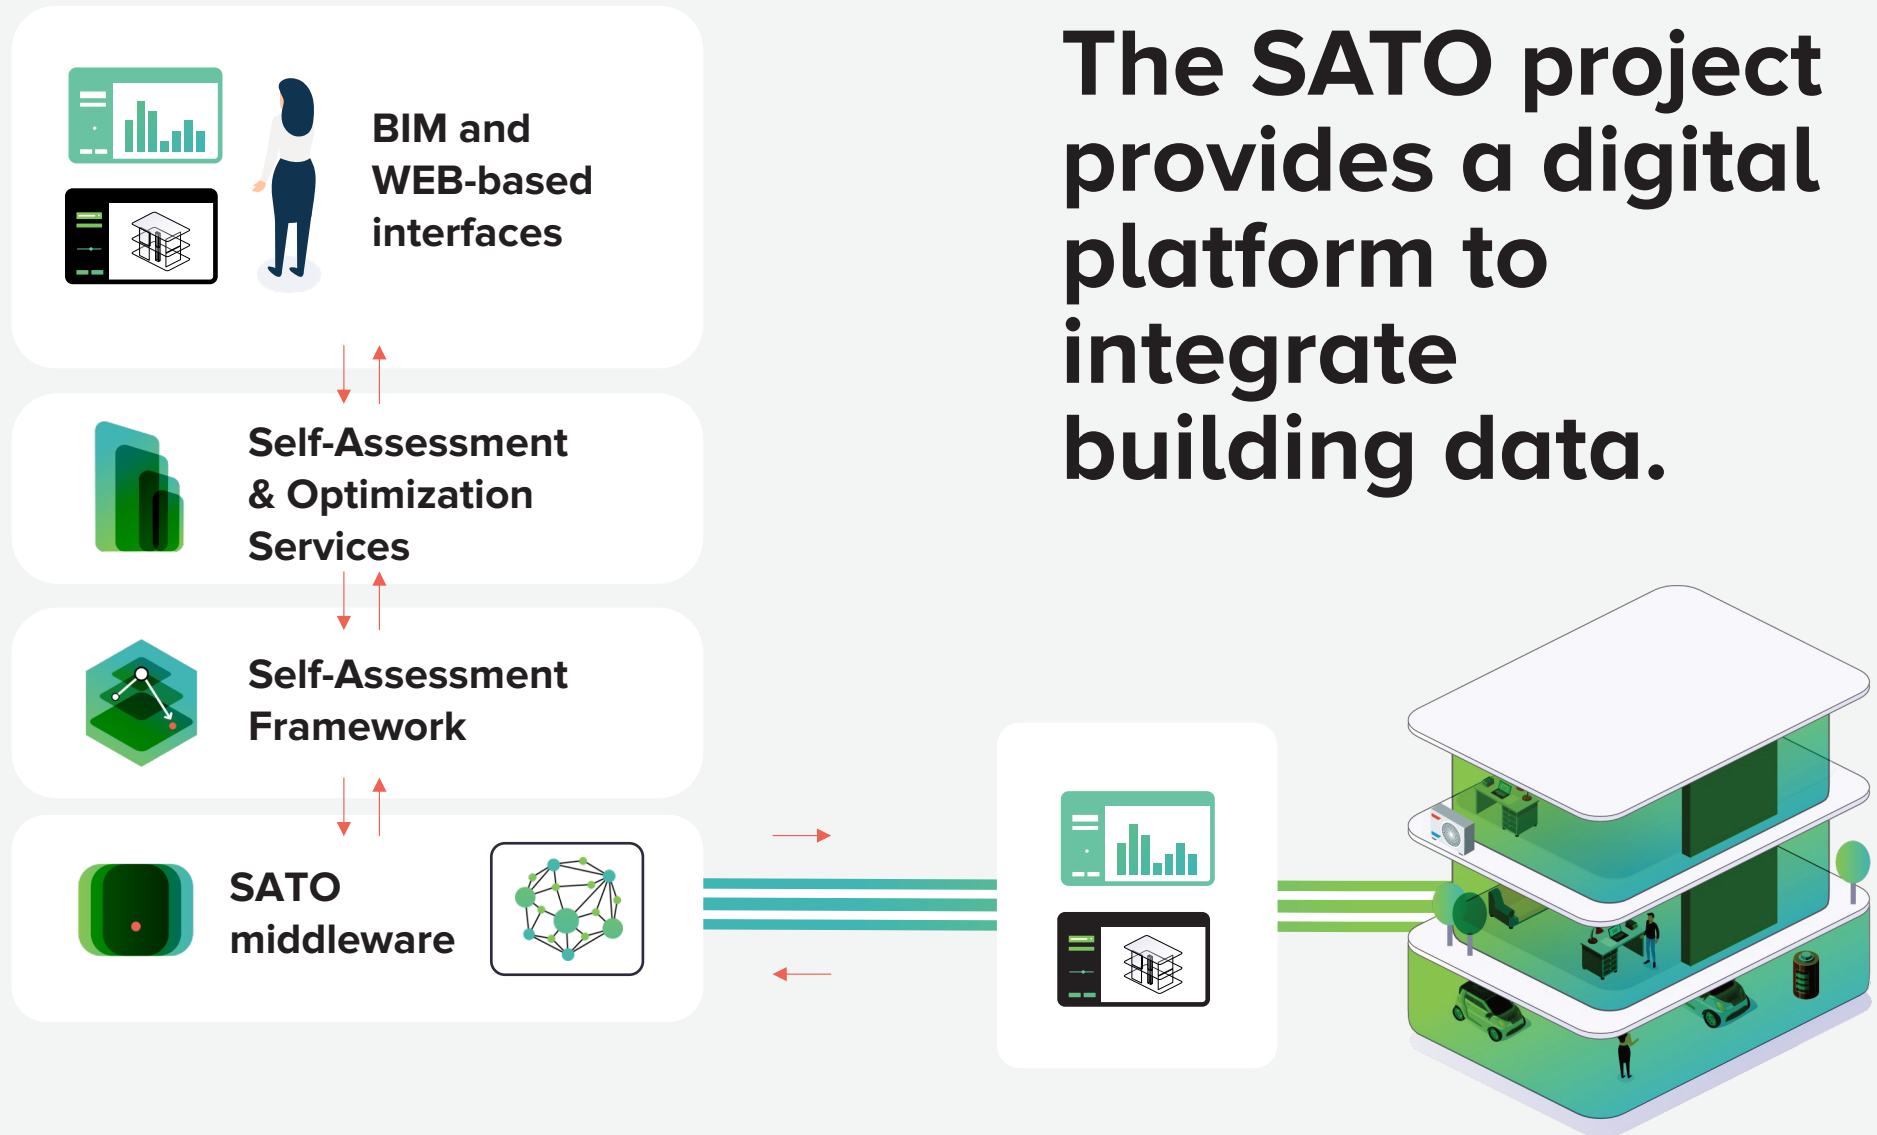 BIM and
WEB-based
interfaces
Self-Assessment
& Optimization
Services
Self-Assessment
Framework
SATO
middleware
The SATO project
provides a digital
platform to
integrate
building data.